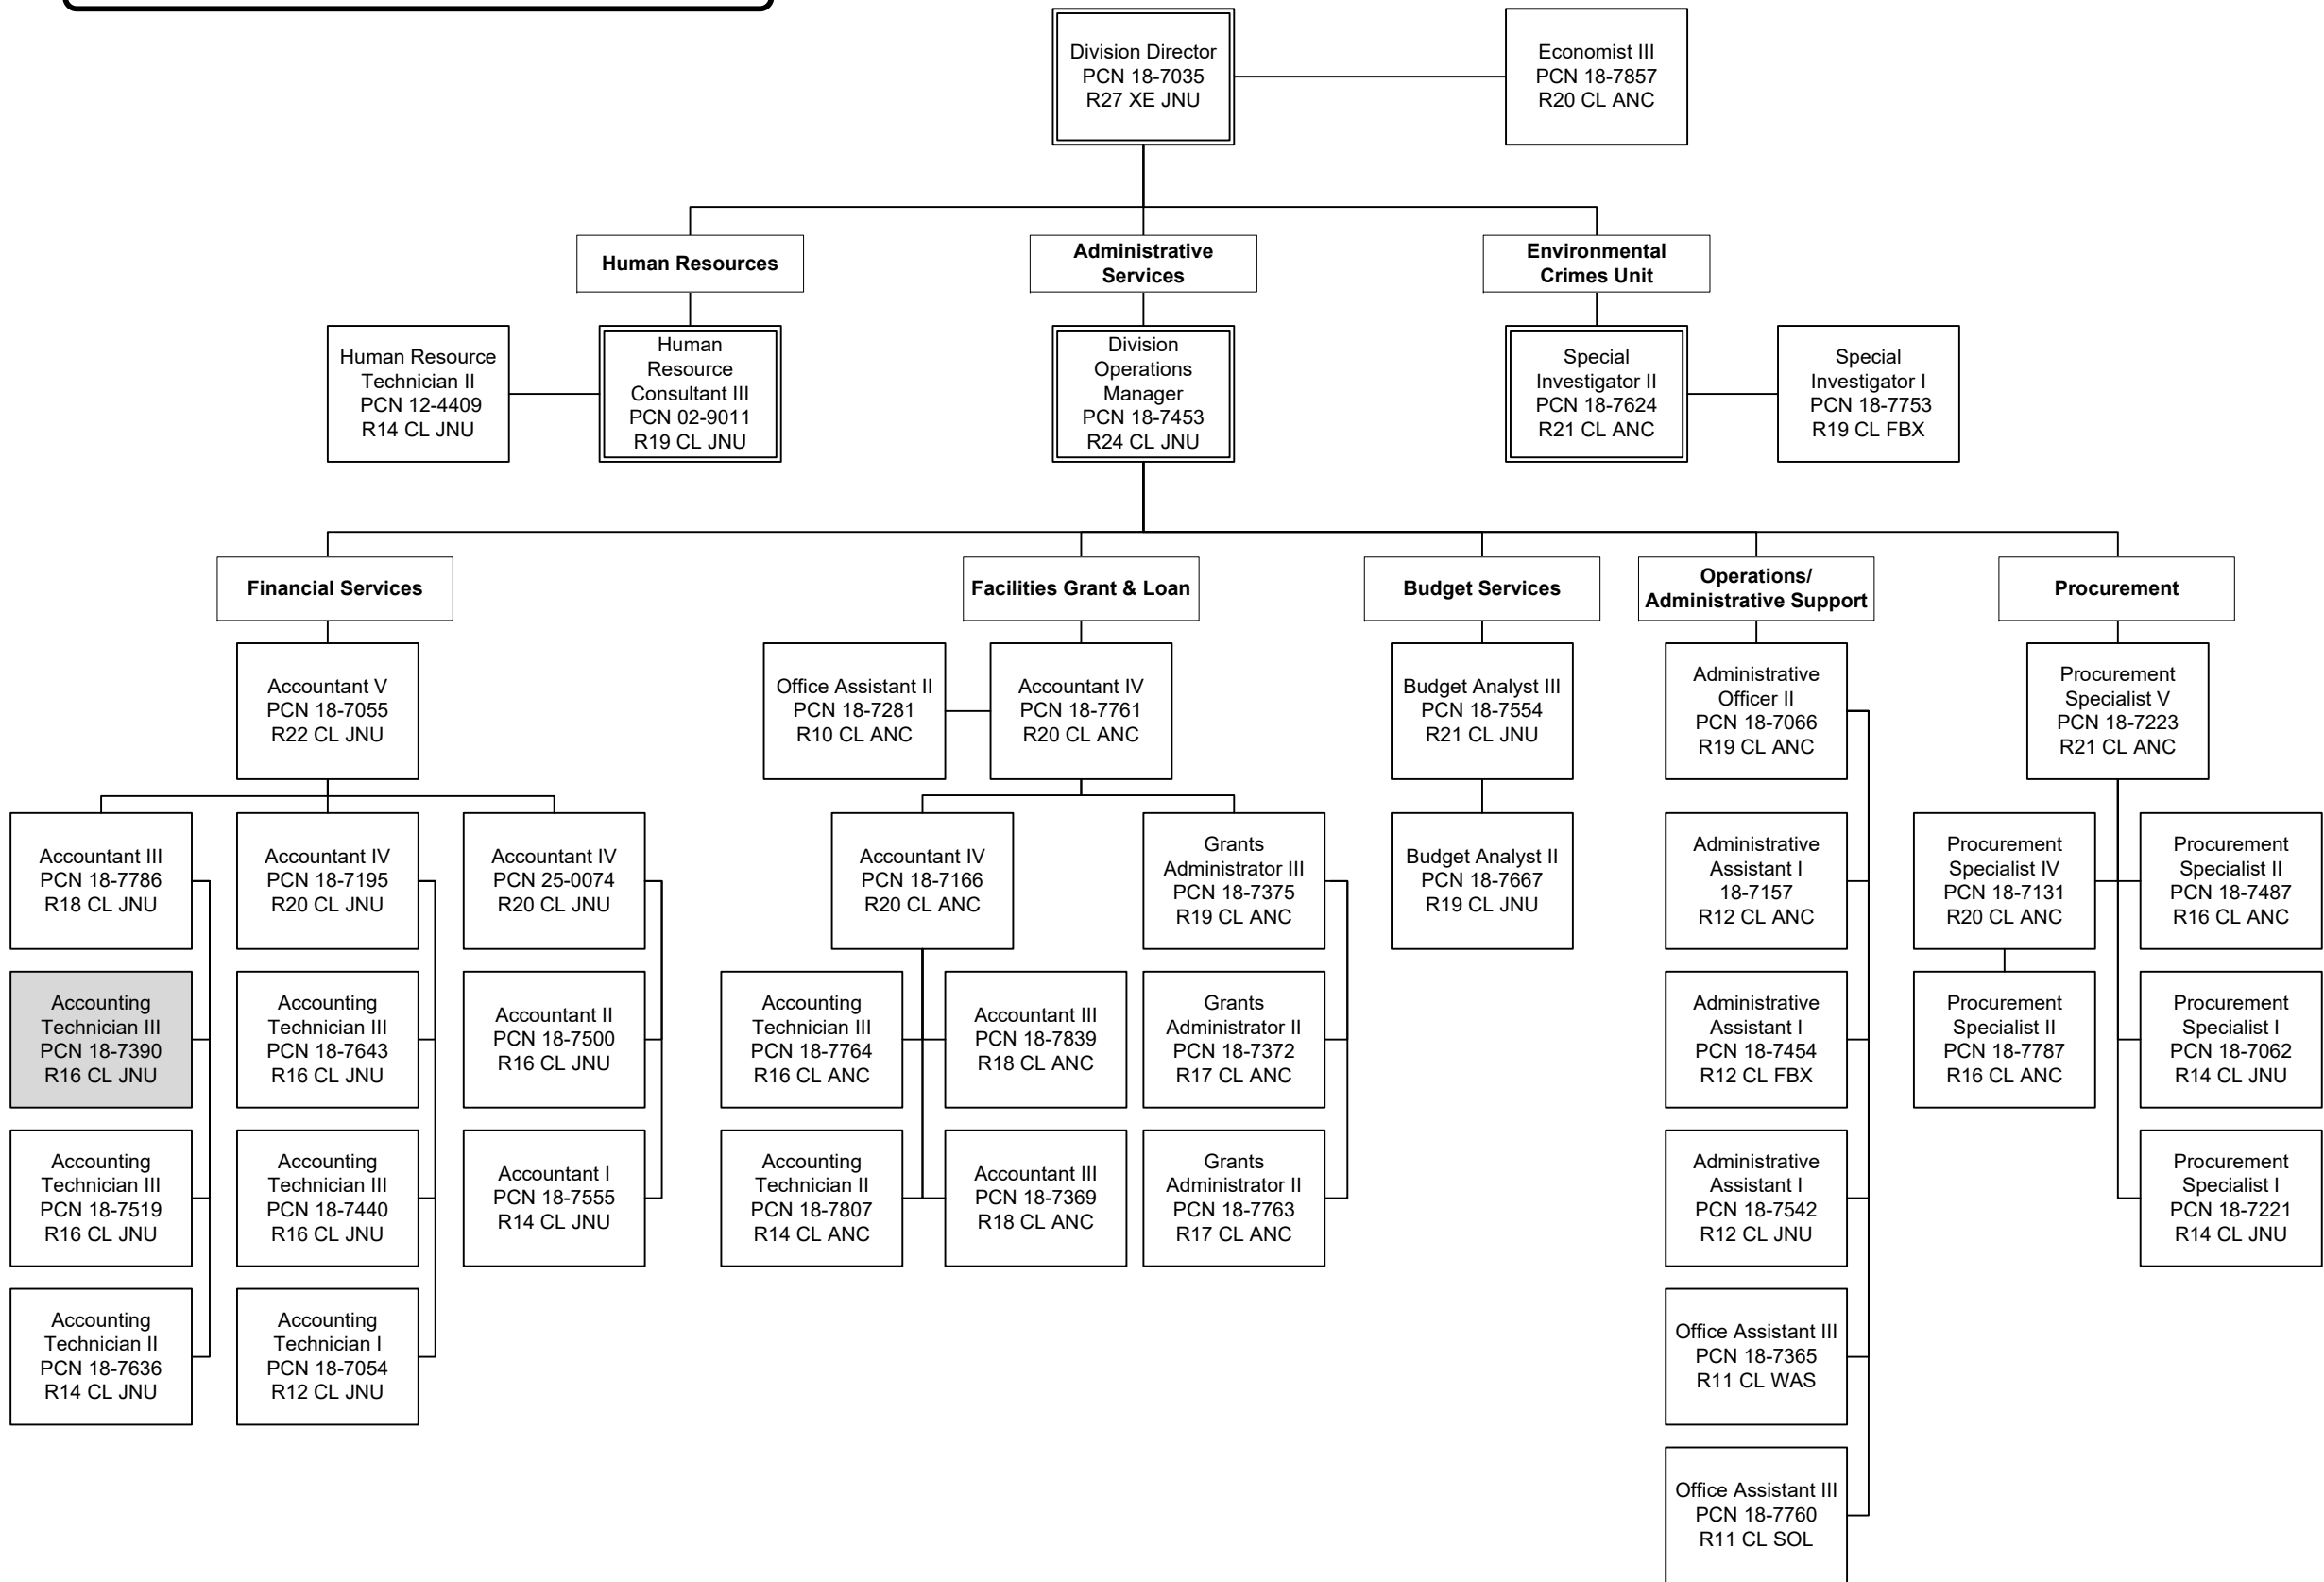 Division Director
PCN 18-7035
R27 XE JNU
Economist III
PCN 18-7857
R20 CL ANC
Human Resources
Administrative
Services
Environmental
Crimes Unit
Human Resource
Technician II
PCN 12-4409
R14 CL JNU
Human
Resource
Consultant III
PCN 02-9011
R19 CL JNU
Division
Operations
Manager
PCN 18-7453
R24 CL JNU
Special
Investigator II
PCN 18-7624
R21 CL ANC
Special
Investigator I
PCN 18-7753
R19 CL FBX
Financial Services
Facilities Grant & Loan
Budget Services
Operations/
Administrative Support
Procurement
Accountant V
PCN 18-7055
R22 CL JNU
Office Assistant II
PCN 18-7281
R10 CL ANC
Accountant IV
PCN 18-7761
R20 CL ANC
Budget Analyst III
PCN 18-7554
R21 CL JNU
Administrative
Officer II
PCN 18-7066
R19 CL ANC
Procurement
Specialist V
PCN 18-7223
R21 CL ANC
Accountant III
PCN 18-7786
R18 CL JNU
Accountant IV
PCN 18-7195
R20 CL JNU
Accountant IV
PCN 25-0074
R20 CL JNU
Accountant IV
PCN 18-7166
R20 CL ANC
Grants
Administrator III
PCN 18-7375
R19 CL ANC
Budget Analyst II
PCN 18-7667
R19 CL JNU
Administrative
Assistant I
18-7157
R12 CL ANC
Procurement
Specialist IV
PCN 18-7131
R20 CL ANC
Procurement
Specialist II
PCN 18-7487
R16 CL ANC
Accounting
Technician III
PCN 18-7390
R16 CL JNU
Accounting
Technician III
PCN 18-7643
R16 CL JNU
Accountant II
PCN 18-7500
R16 CL JNU
Accounting
Technician III
PCN 18-7764
R16 CL ANC
Accountant III
PCN 18-7839
R18 CL ANC
Grants
Administrator II
PCN 18-7372
R17 CL ANC
Administrative
Assistant I
PCN 18-7454
R12 CL FBX
Procurement
Specialist II
PCN 18-7787
R16 CL ANC
Procurement
Specialist I
PCN 18-7062
R14 CL JNU
Accounting
Technician III
PCN 18-7519
R16 CL JNU
Accounting
Technician III
PCN 18-7440
R16 CL JNU
Accountant I
PCN 18-7555
R14 CL JNU
Accounting
Technician II
PCN 18-7807
R14 CL ANC
Accountant III
PCN 18-7369
R18 CL ANC
Grants
Administrator II
PCN 18-7763
R17 CL ANC
Administrative
Assistant I
PCN 18-7542
R12 CL JNU
Procurement
Specialist I
PCN 18-7221
R14 CL JNU
Accounting
Technician II
PCN 18-7636
R14 CL JNU
Accounting
Technician I
PCN 18-7054
R12 CL JNU
Office Assistant III
PCN 18-7365
R11 CL WAS
Office Assistant III
PCN 18-7760
R11 CL SOL